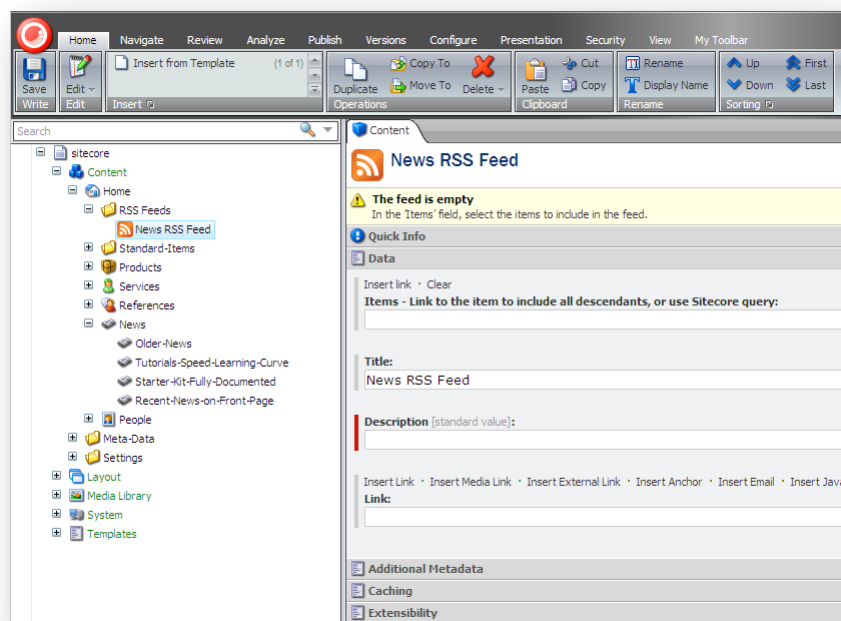 Home Navigate Review Analyze Publish Versions Configure Presentation Security View My Toolbar
Save
Write
Edit
Edit
Insert from Template (1 of 1)
Insert
Duplicate Copy To Move To Delete
Operations
Paste Cut Copy
Clipboard
Rename
Display Name
Rename
Up First
Down Last
Sorting
Search
sitecore
Content
Home
RSS Feeds
News RSS Feed
Standard-Items
Products
Services
References
News
Older-News
Tutorials-Speed-Learning-Curve
Starter-Kit-Fully-Documented
Recent-News-on-Front-Page
People
Meta-Data
Settings
Layout
Media Library
System
Templates
Content
News RSS Feed
The feed is empty
In the 'Items' field, select the items to include in the feed.
Quick Info
Data
Insert link · Clear
Items - Link to the item to include all descendants, or use Sitecore query:
Title:
News RSS Feed
Description [standard value]:
Insert Link · Insert Media Link · Insert External Link · Insert Anchor · Insert Email · Insert Jav
Link:
Additional Metadata
Caching
Extensibility